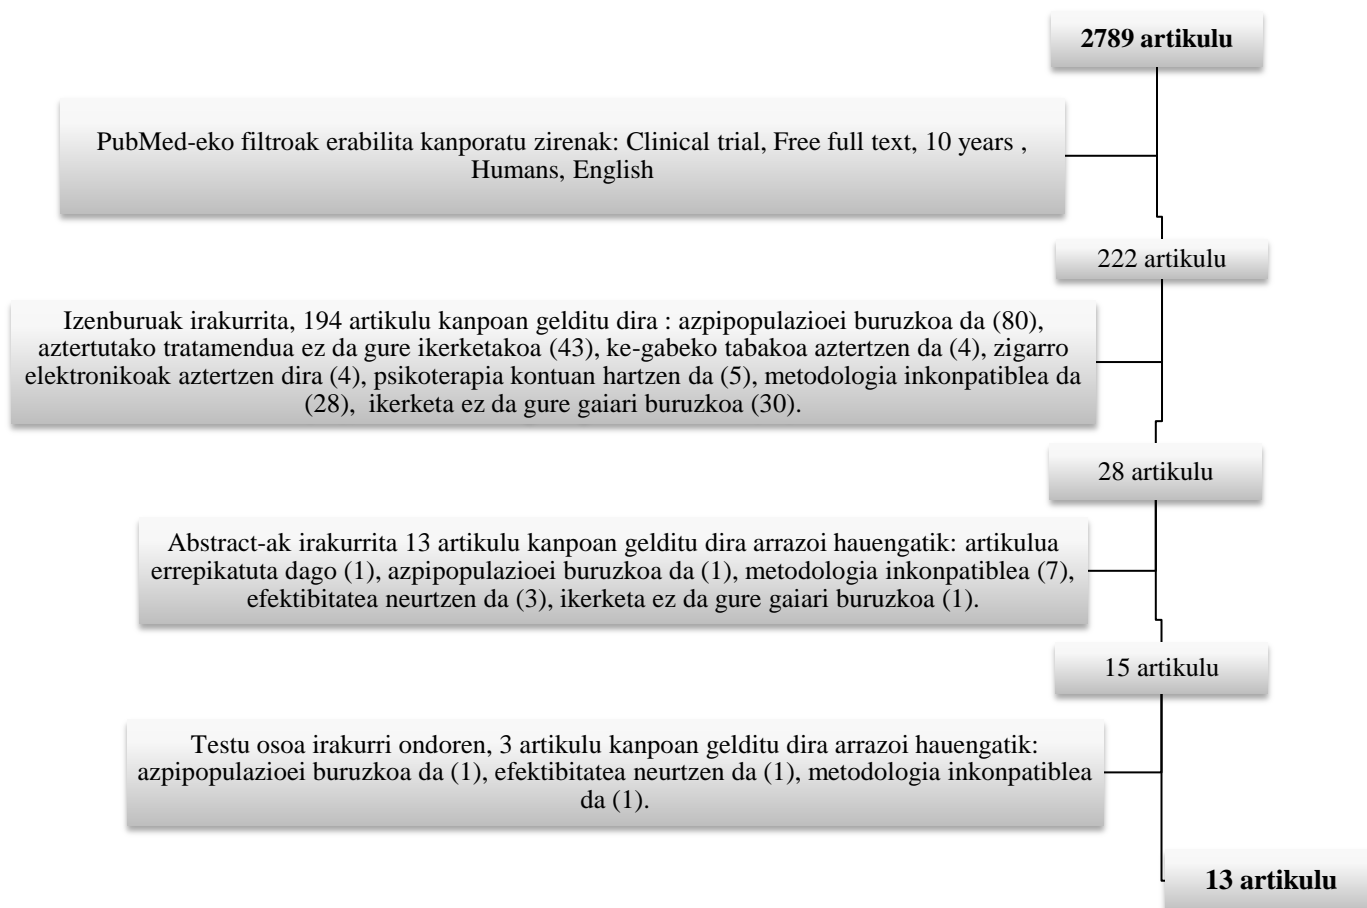 2789 artikulu
PubMed-eko filtroak erabilita kanporatu zirenak: Clinical trial, Free full text, 10 years ,
Humans, English
222 artikulu
Izenburuak irakurrita, 194 artikulu kanpoan gelditu dira : azpipopulazioei buruzkoa da (80),
aztertutako tratamendua ez da gure ikerketakoa (43), ke-gabeko tabakoa aztertzen da (4), zigarro
elektronikoak aztertzen dira (4), psikoterapia kontuan hartzen da (5), metodologia inkonpatiblea da
(28), ikerketa ez da gure gaiari buruzkoa (30).
28 artikulu
Abstract-ak irakurrita 13 artikulu kanpoan gelditu dira arrazoi hauengatik: artikulua
errepikatuta dago (1), azpipopulazioei buruzkoa da (1), metodologia inkonpatiblea (7),
efektibitatea neurtzen da (3), ikerketa ez da gure gaiari buruzkoa (1).
15 artikulu
Testu osoa irakurri ondoren, 3 artikulu kanpoan gelditu dira arrazoi hauengatik:
azpipopulazioei buruzkoa da (1), efektibitatea neurtzen da (1), metodologia inkonpatiblea
da (1).
13 artikulu